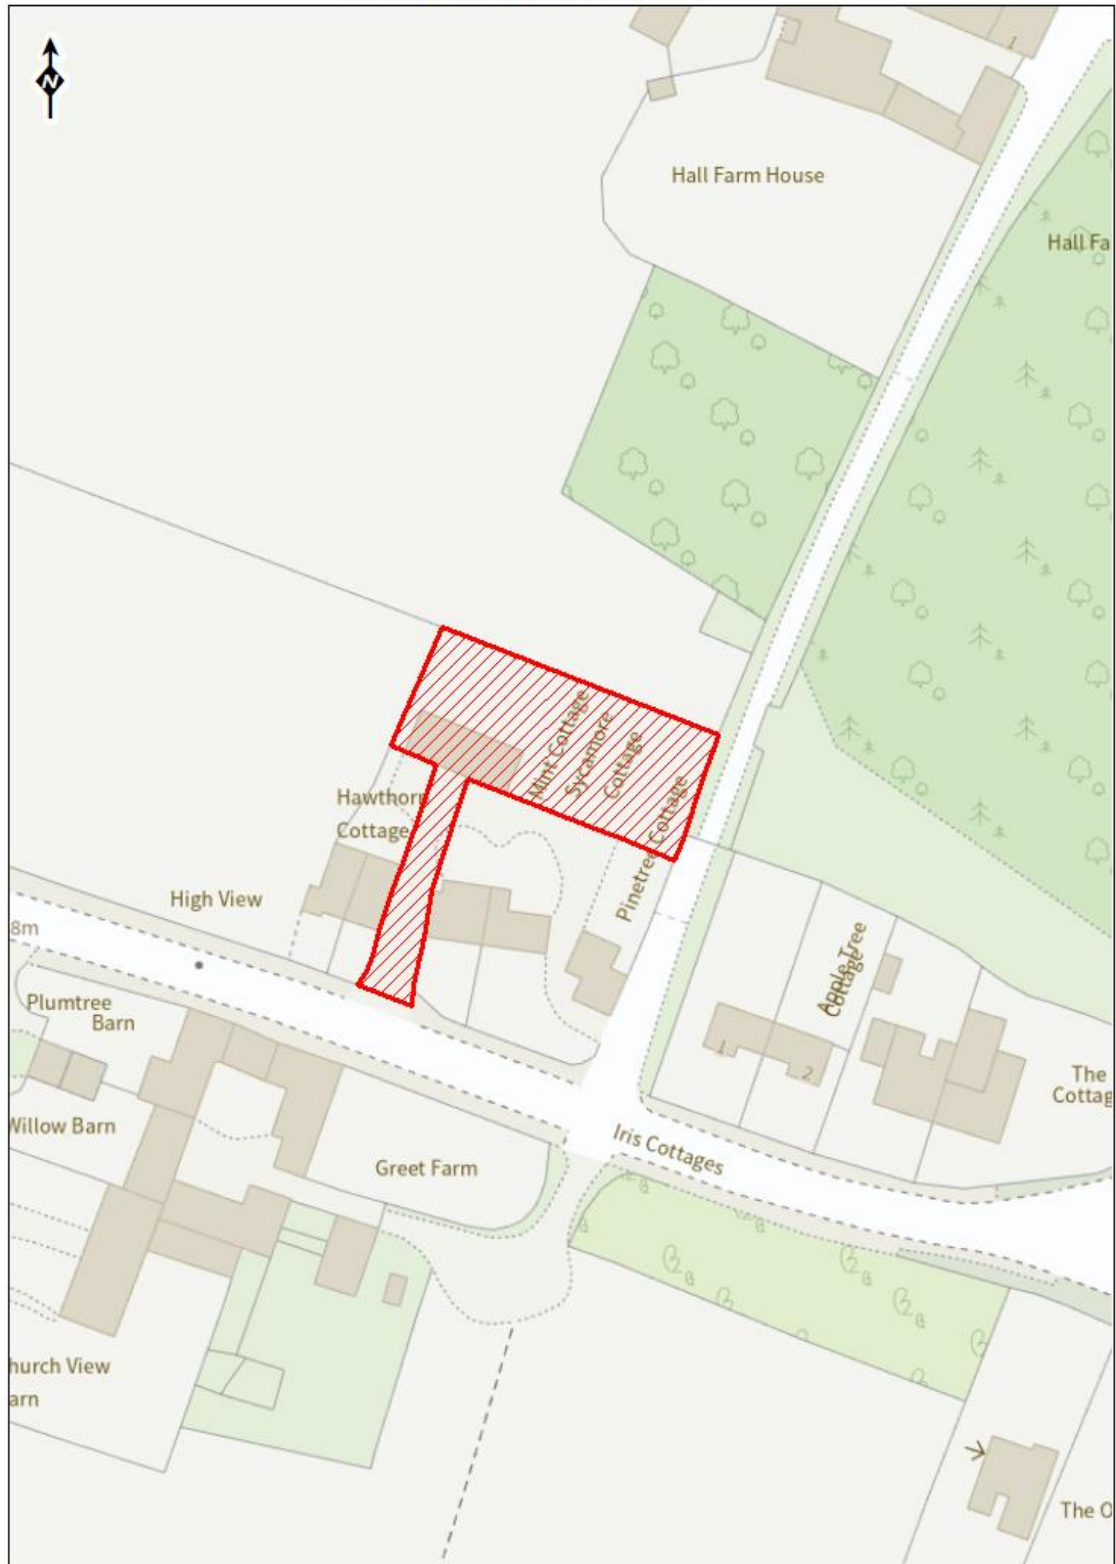 N
1
Hall Farm House
Hall Fa
Mint Cottage
Sycamore
Cottage
Pinetree Cottage
Hawthorn
Cottage
High View
8m
Apple Tree
Cottage
Plumtree
Barn
1
2
The
Cottag
Willow Barn
Iris Cottages
Greet Farm
hurch View
arn
The O